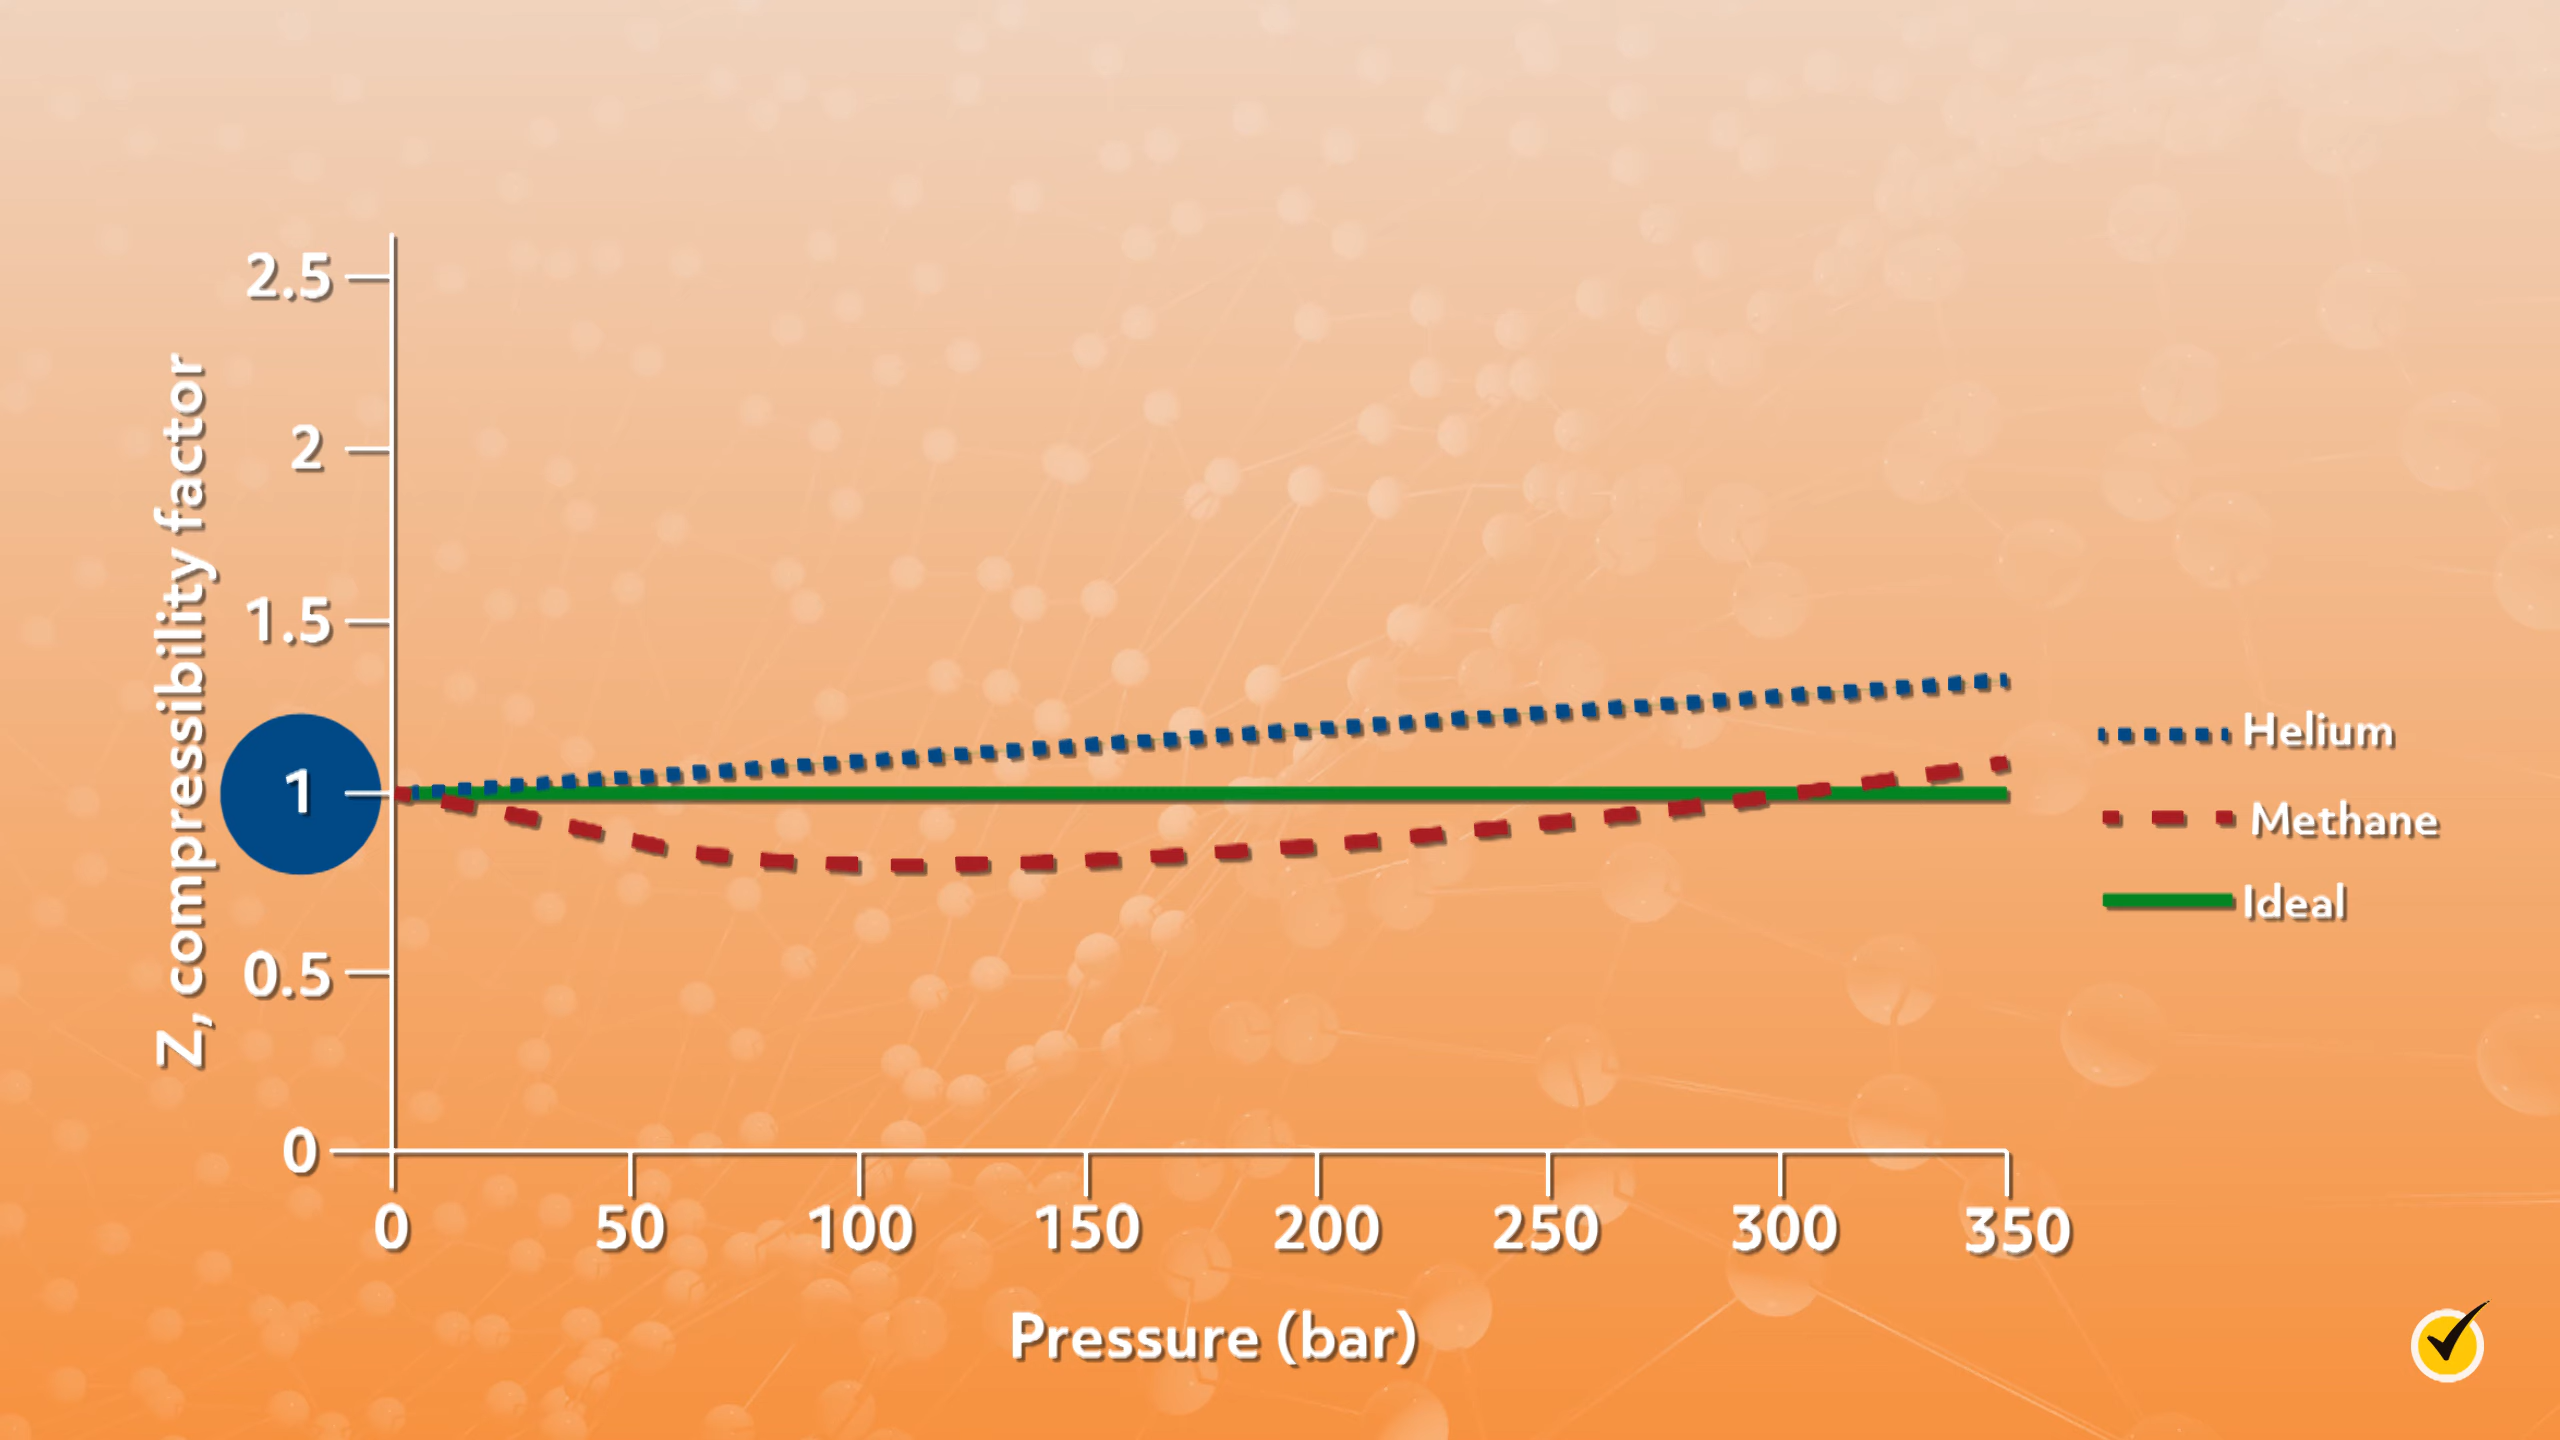 Z, compressibility factor
2.5
2
1.5
1
0.5
0
0 50 100 150 200 250 300 350
Pressure (bar)
Helium
Methane
Ideal